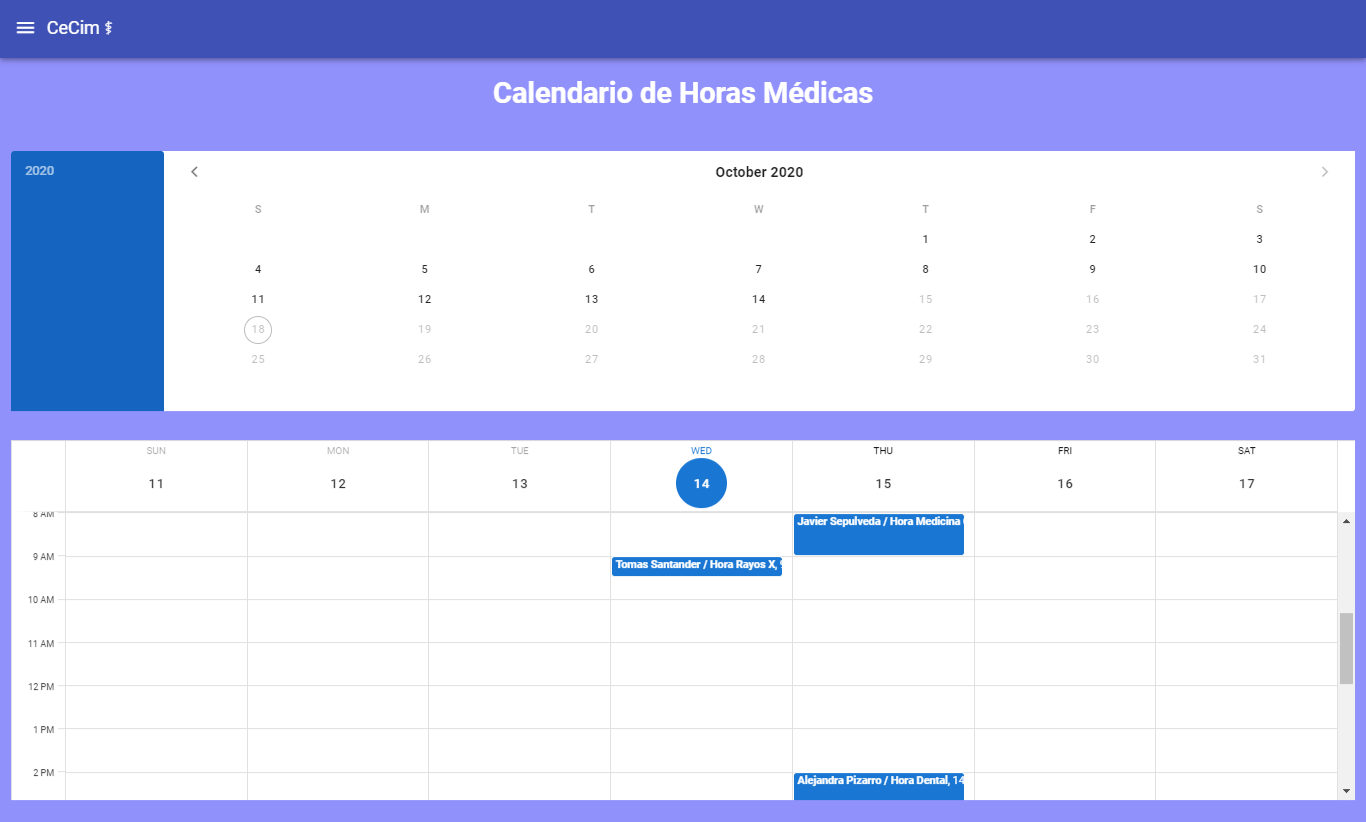 CeCim $
Calendario de Horas Médicas
2020
October 2020
S M T W T F S
1 2 3
4 5 6 7 8 9 10
11 12 13 14 15 16 17
18 19 20 21 22 23 24
25 26 27 28 29 30 31
SUN MON TUE WED THU FRI SAT
11 12 13 14 15 16 17
8 AM
Javier Sepulveda / Hora Medicina
9 AM
Tomas Santander / Hora Rayos X,
10 AM
11 AM
12 PM
1 PM
2 PM
Alejandra Pizarro / Hora Dental, 14